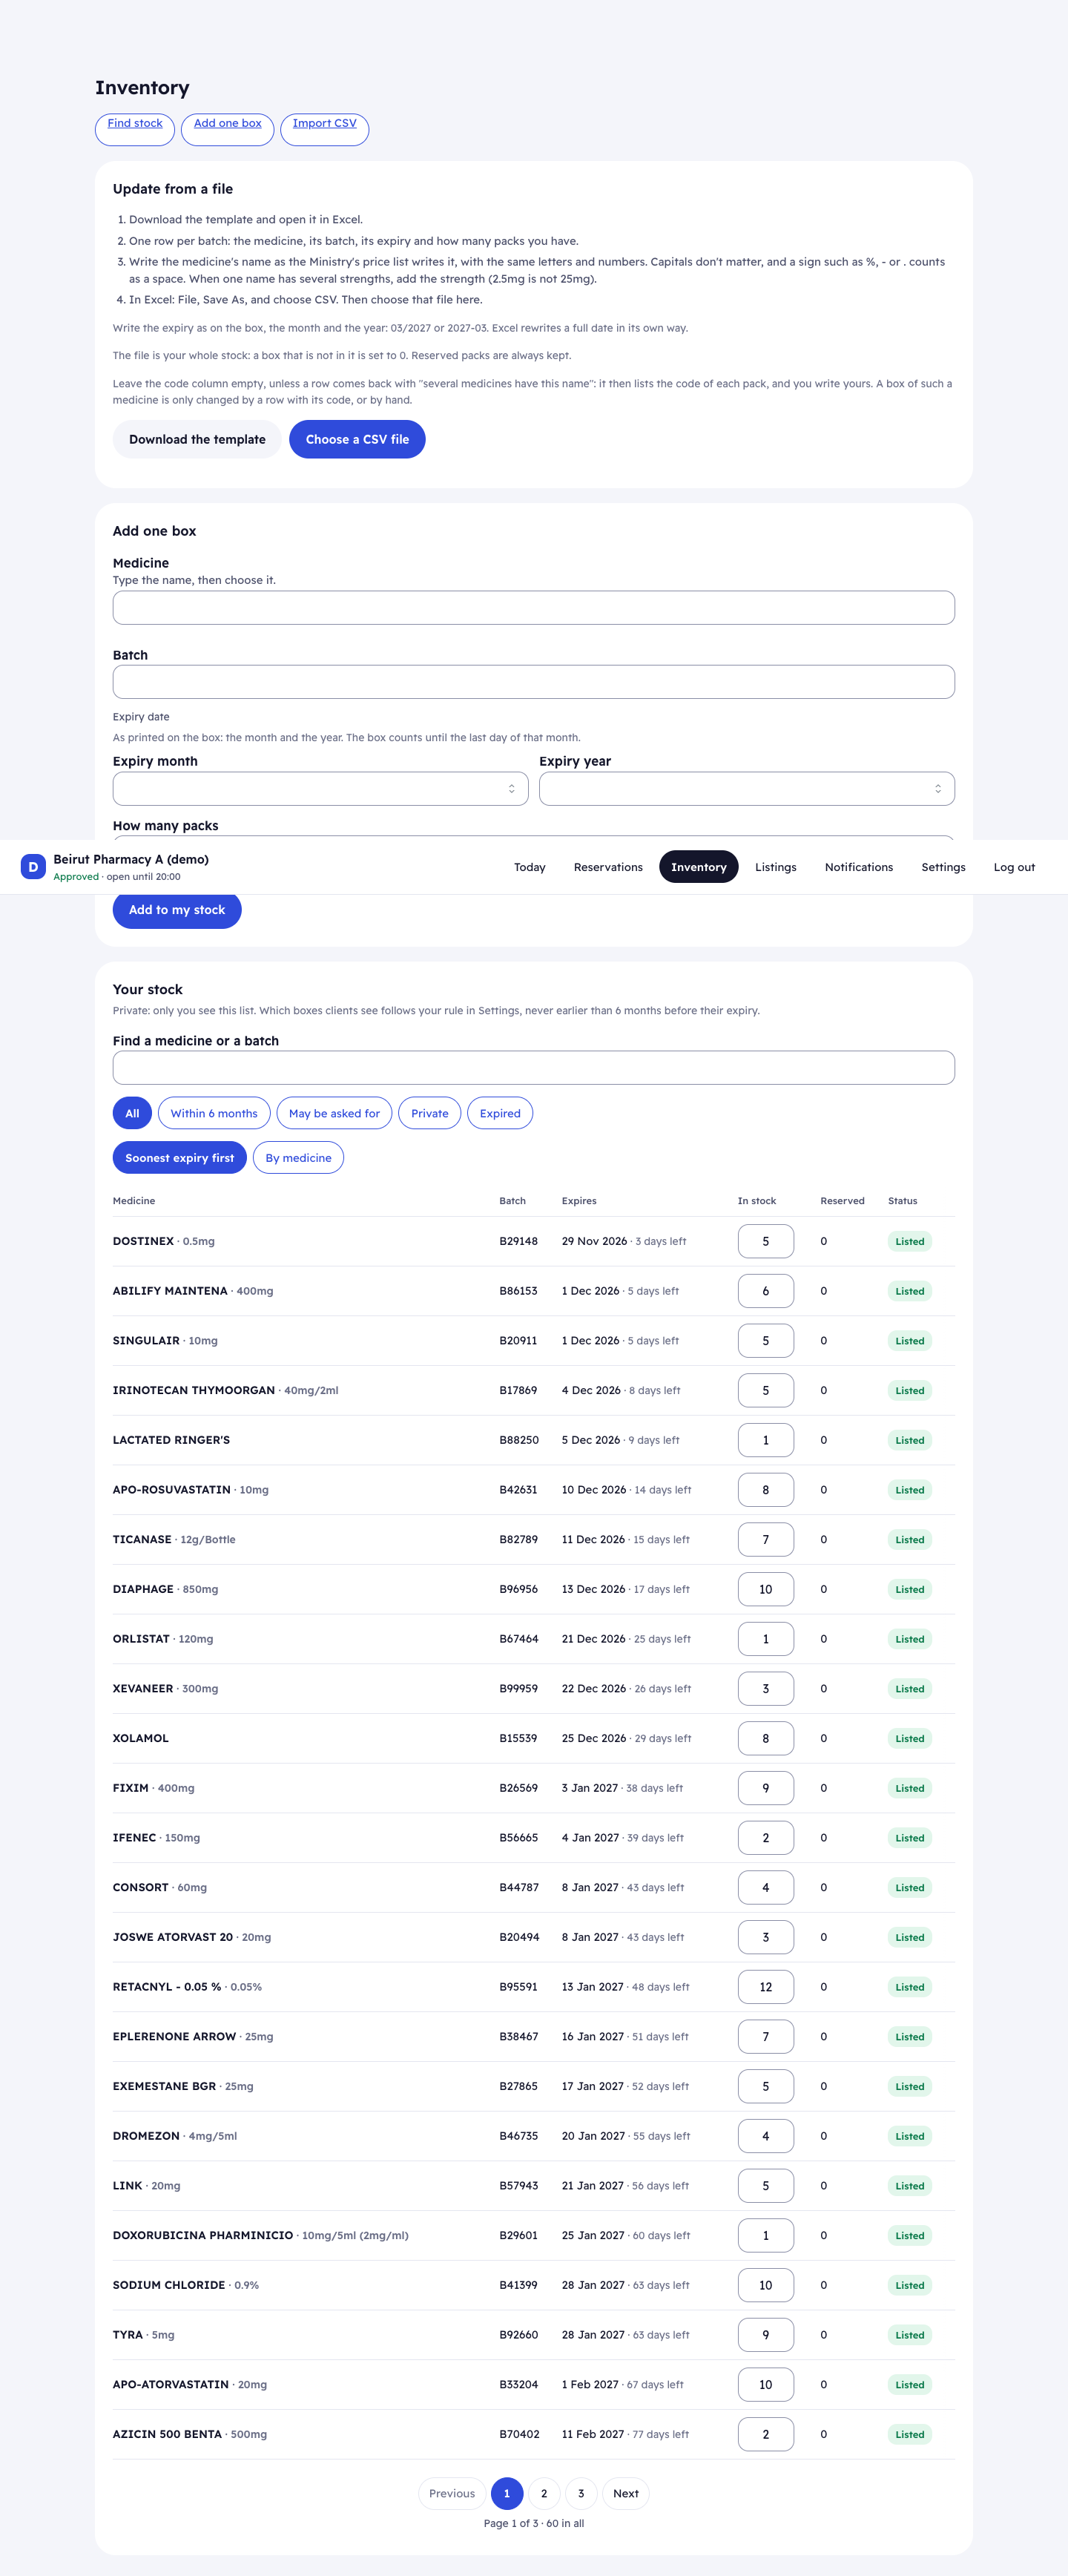 Inventory
Find stock
Add one box
Import CSV
Update from a file
1. Download the template and open it in Excel.
2. One row per batch: the medicine, its batch, its expiry and how many packs you have.
3. Write the medicine's name as the Ministry's price list writes it, with the same letters and numbers. Capitals don't matter, and a sign such as %, - or . counts
as a space. When one name has several strengths, add the strength (2.5mg is not 25mg).
4. In Excel: File, Save As, and choose CSV. Then choose that file here.
Write the expiry as on the box, the month and the year: 03/2027 or 2027-03. Excel rewrites a full date in its own way.
The file is your whole stock: a box that is not in it is set to 0. Reserved packs are always kept.
Leave the code column empty, unless a row comes back with "several medicines have this name": it then lists the code of each pack, and you write yours. A box of such a
medicine is only changed by a row with its code, or by hand.
Download the template
Choose a CSV file
Add one box
Medicine
Type the name, then choose it.
Batch
Expiry date
As printed on the box: the month and the year. The box counts until the last day of that month.
Expiry month
Expiry year
How many packs
D
Beirut Pharmacy A (demo)
Approved · open until 20:00
Today
Reservations
Inventory
Listings
Notifications
Settings
Log out
Add to my stock
Your stock
Private: only you see this list. Which boxes clients see follows your rule in Settings, never earlier than 6 months before their expiry.
Find a medicine or a batch
All
Within 6 months
May be asked for
Private
Expired
Soonest expiry first
By medicine
Medicine Batch Expires In stock Reserved Status
DOSTINEX · 0.5mg B29148 29 Nov 2026 · 3 days left 5 0 Listed
ABILIFY MAINTENA · 400mg B86153 1 Dec 2026 · 5 days left 6 0 Listed
SINGULAIR · 10mg B20911 1 Dec 2026 · 5 days left 5 0 Listed
IRINOTECAN THYMOORGAN · 40mg/2ml B17869 4 Dec 2026 · 8 days left 5 0 Listed
LACTATED RINGER'S B88250 5 Dec 2026 · 9 days left 1 0 Listed
APO-ROSUVASTATIN · 10mg B42631 10 Dec 2026 · 14 days left 8 0 Listed
TICANASE · 12g/Bottle B82789 11 Dec 2026 · 15 days left 7 0 Listed
DIAPHAGE · 850mg B96956 13 Dec 2026 · 17 days left 10 0 Listed
ORLISTAT · 120mg B67464 21 Dec 2026 · 25 days left 1 0 Listed
XEVANEER · 300mg B99959 22 Dec 2026 · 26 days left 3 0 Listed
XOLAMOL B15539 25 Dec 2026 · 29 days left 8 0 Listed
FIXIM · 400mg B26569 3 Jan 2027 · 38 days left 9 0 Listed
IFENEC · 150mg B56665 4 Jan 2027 · 39 days left 2 0 Listed
CONSORT · 60mg B44787 8 Jan 2027 · 43 days left 4 0 Listed
JOSWE ATORVAST 20 · 20mg B20494 8 Jan 2027 · 43 days left 3 0 Listed
RETACNYL - 0.05 % · 0.05% B95591 13 Jan 2027 · 48 days left 12 0 Listed
EPLERENONE ARROW · 25mg B38467 16 Jan 2027 · 51 days left 7 0 Listed
EXEMESTANE BGR · 25mg B27865 17 Jan 2027 · 52 days left 5 0 Listed
DROMEZON · 4mg/5ml B46735 20 Jan 2027 · 55 days left 4 0 Listed
LINK · 20mg B57943 21 Jan 2027 · 56 days left 5 0 Listed
DOXORUBICINA PHARMINICIO · 10mg/5ml (2mg/ml) B29601 25 Jan 2027 · 60 days left 1 0 Listed
SODIUM CHLORIDE · 0.9% B41399 28 Jan 2027 · 63 days left 10 0 Listed
TYRA · 5mg B92660 28 Jan 2027 · 63 days left 9 0 Listed
APO-ATORVASTATIN · 20mg B33204 1 Feb 2027 · 67 days left 10 0 Listed
AZICIN 500 BENTA · 500mg B70402 11 Feb 2027 · 77 days left 2 0 Listed
Previous 1 2 3 Next
Page 1 of 3 · 60 in all